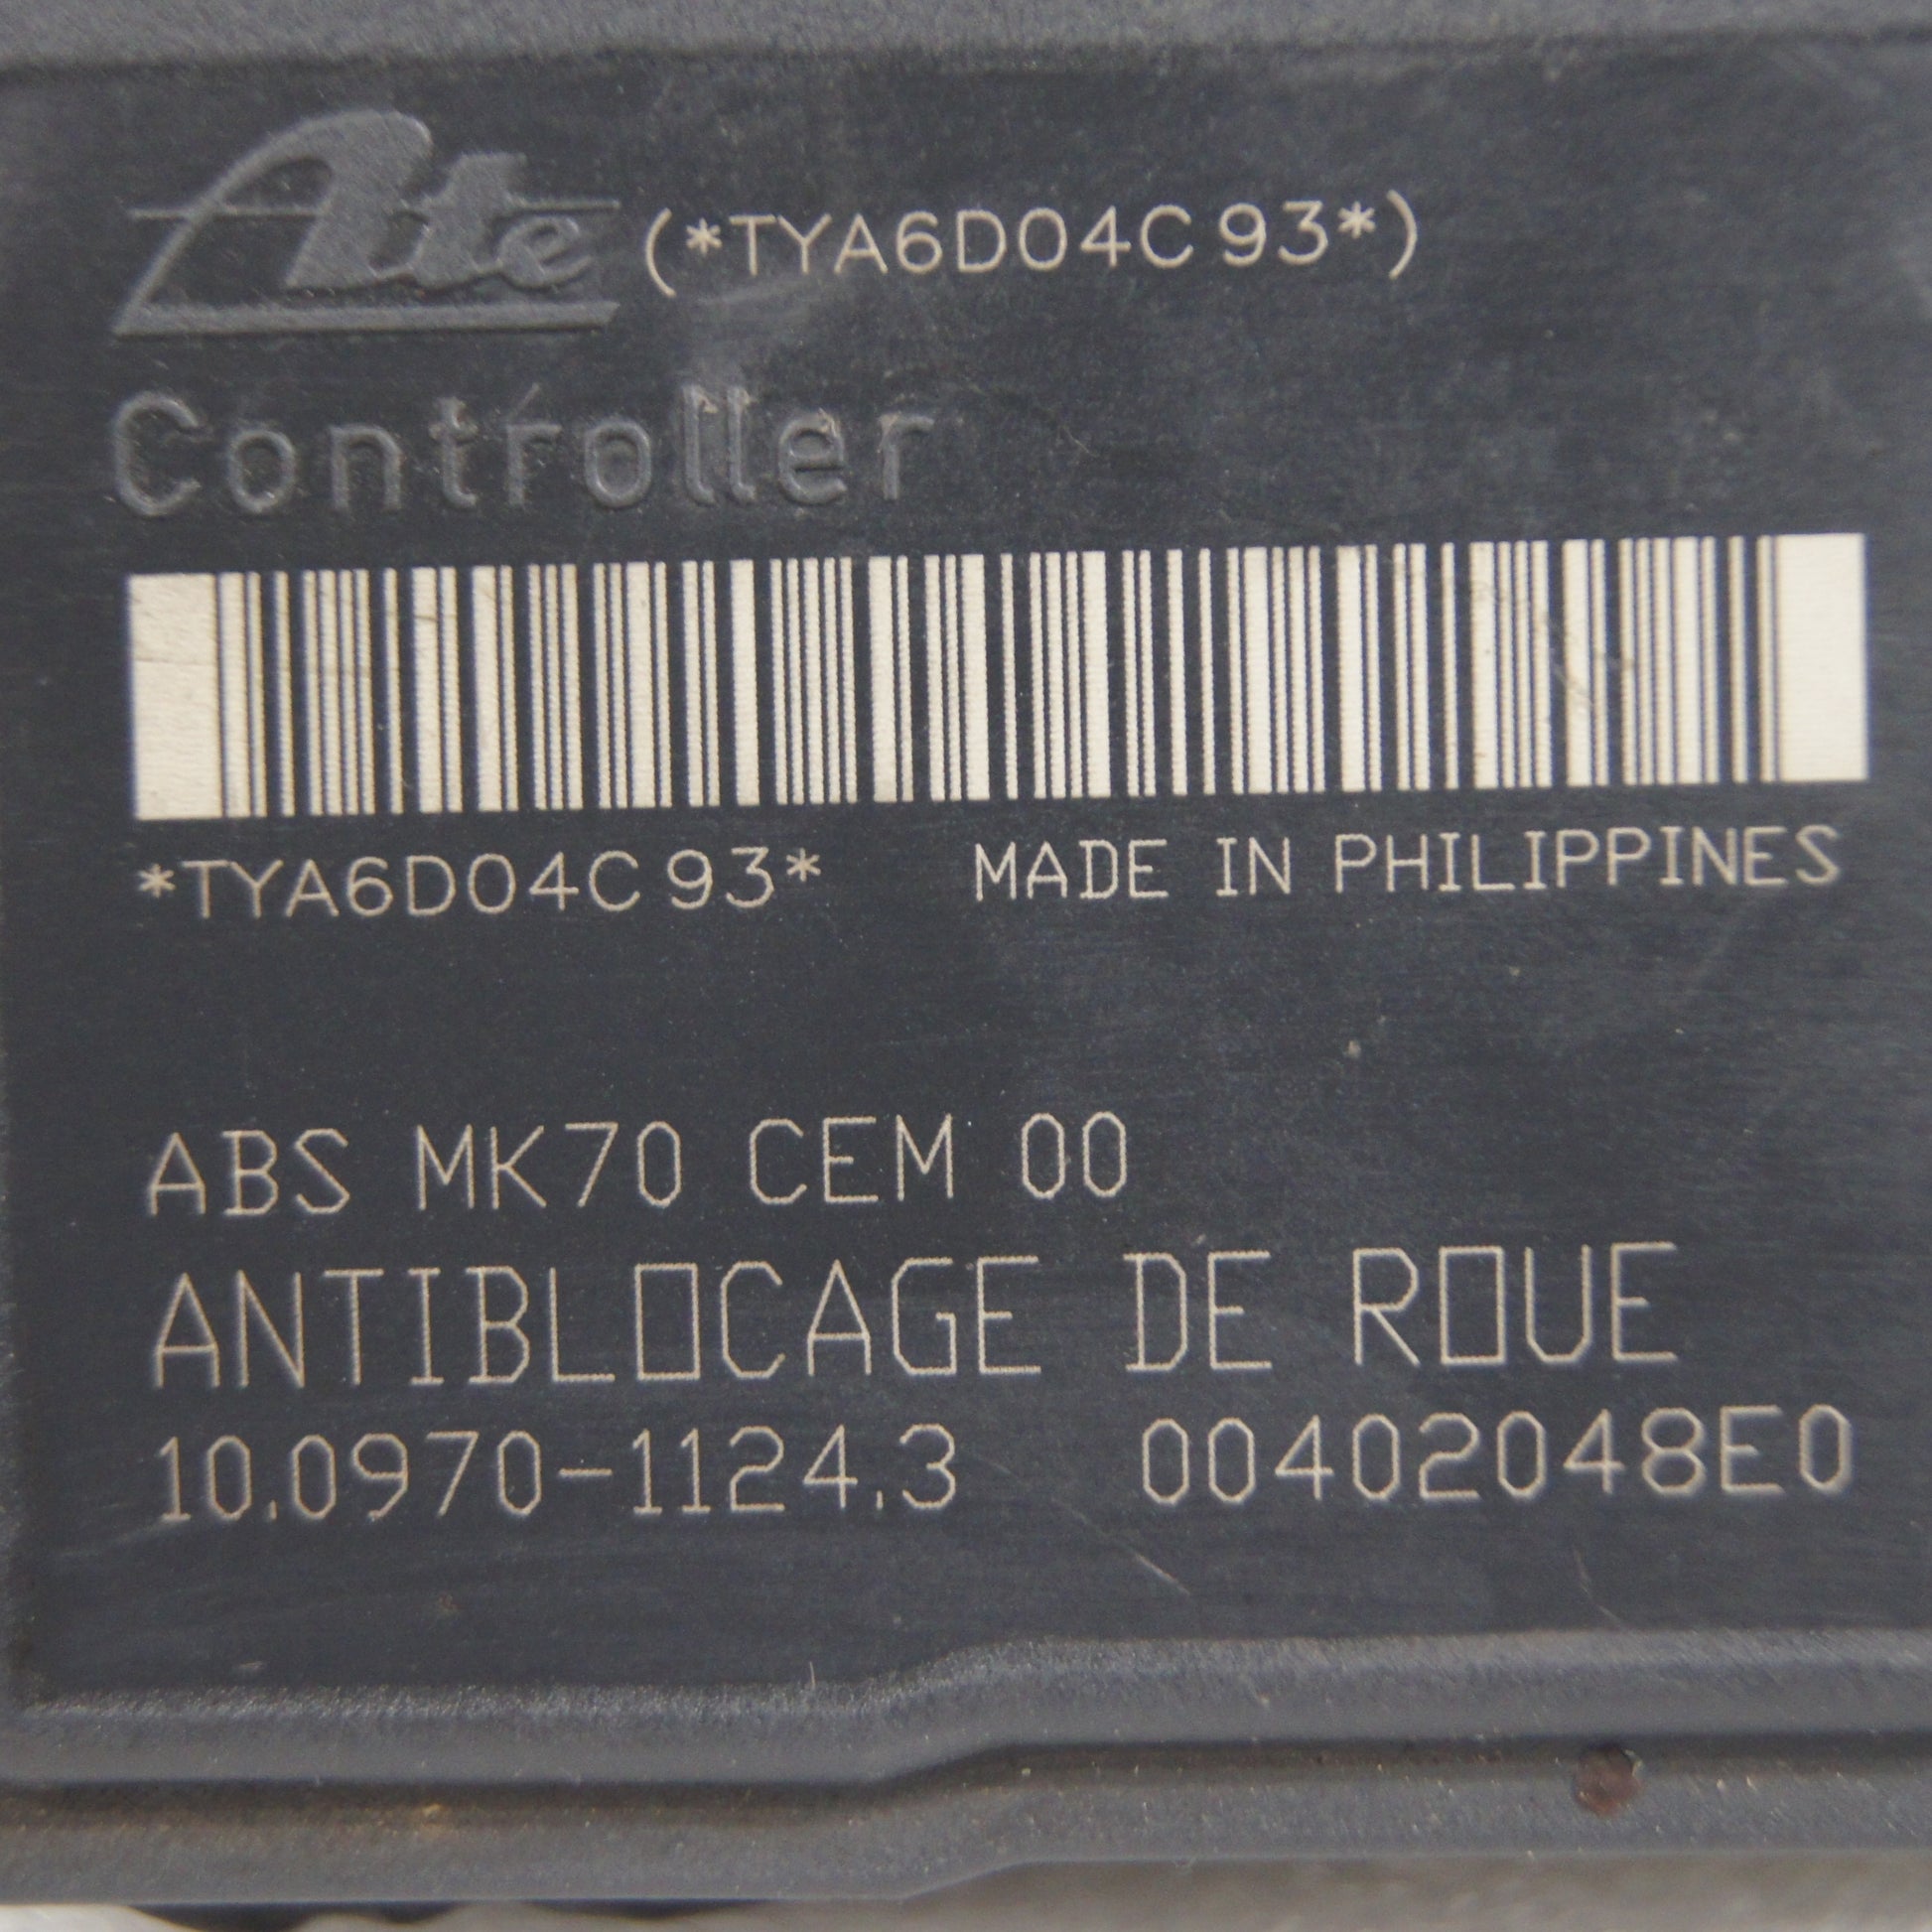 Ate (*TYA6D04C93*)
Controller
*TYA6D04C93* MADE IN PHILIPPINES
ABS MK70 CEM 00
ANTIBLOCAGE DE ROUE
10.0970-1124.3 00402048E0